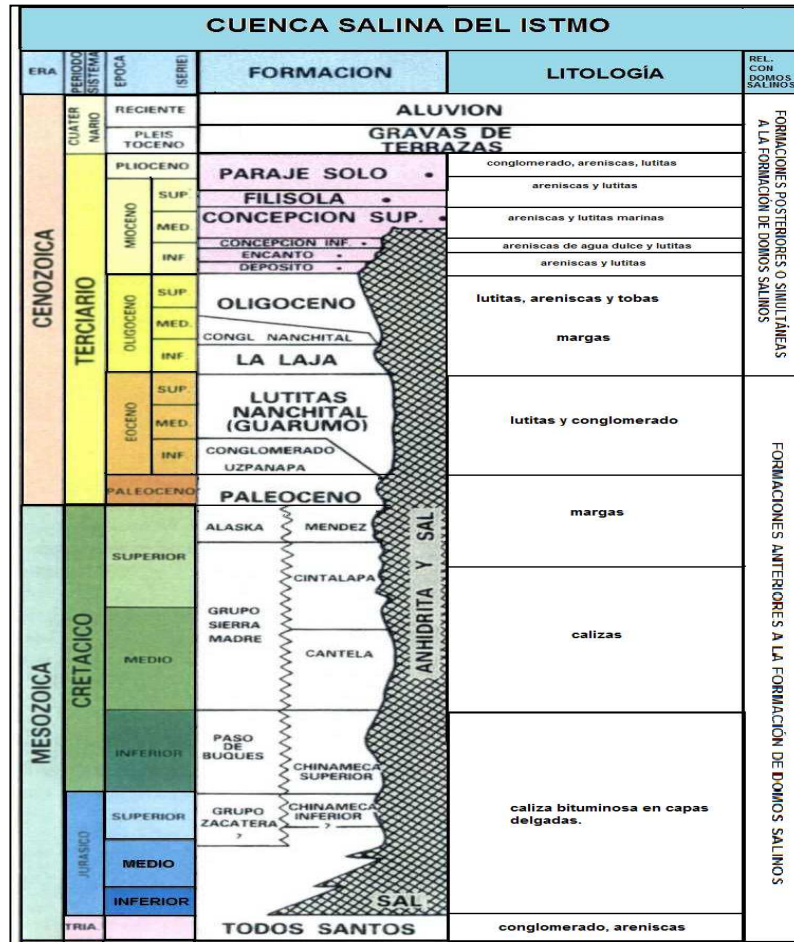 CUENCA SALINA DEL ISTMO
ERA
PERIODO
SISTEMA
EPOCA
(SERIE)
FORMACION
LITOLOGÍA
REL.
CON
DOMOS
SALINOS
CENOZOICA
CUATER
NARIO
RECIENTE
ALUVION
PLEIS
TOCENO
GRAVAS DE
TERRAZAS
TERCIARIO
PLIOCENO
PARAJE SOLO
conglomerado, areniscas, lutitas
MIOCENO
SUP.
areniscas y lutitas
FILISOLA
MED.
CONCEPCION SUP.
areniscas y lutitas marinas
INF
CONCEPCION INF.
areniscas de agua dulce y lutitas
ENCANTO
areniscas y lutitas
DEPOSITO
OLIGOCENO
SUP
OLIGOCENO
lutitas, areniscas y tobas
MED.
CONGL NANCHITAL
margas
INF.
LA LAJA
EOCENO
SUP.
LUTITAS
NANCHITAL
(GUARUMO)
lutitas y conglomerado
MED.
INF
CONGLOMERADO
UZPANAPA
PALEOCENO
PALEOCENO
margas
MESOZOICA
CRETACICO
SUPERIOR
ALASKA
MENDEZ
CINTALAPA
GRUPO
SIERRA
MADRE
calizas
MEDIO
CANTELA
INFERIOR
PASO
DE
BUQUES
CHINAMECA
SUPERIOR
JURASICO
SUPERIOR
GRUPO
ZACATERA
?
CHINAMECA
INFERIOR
?
caliza bituminosa en capas
delgadas.
MEDIO
INFERIOR
SAL
ANHIDRITA Y SAL
TRIA.
TODOS SANTOS
conglomerado, areniscas
FORMACIONES POSTERIORES O SIMULTÁNEAS
A LA FORMACIÓN DE DOMOS SALINOS
FORMACIONES ANTERIORES A LA FORMACIÓN DE DOMOS SALINOS